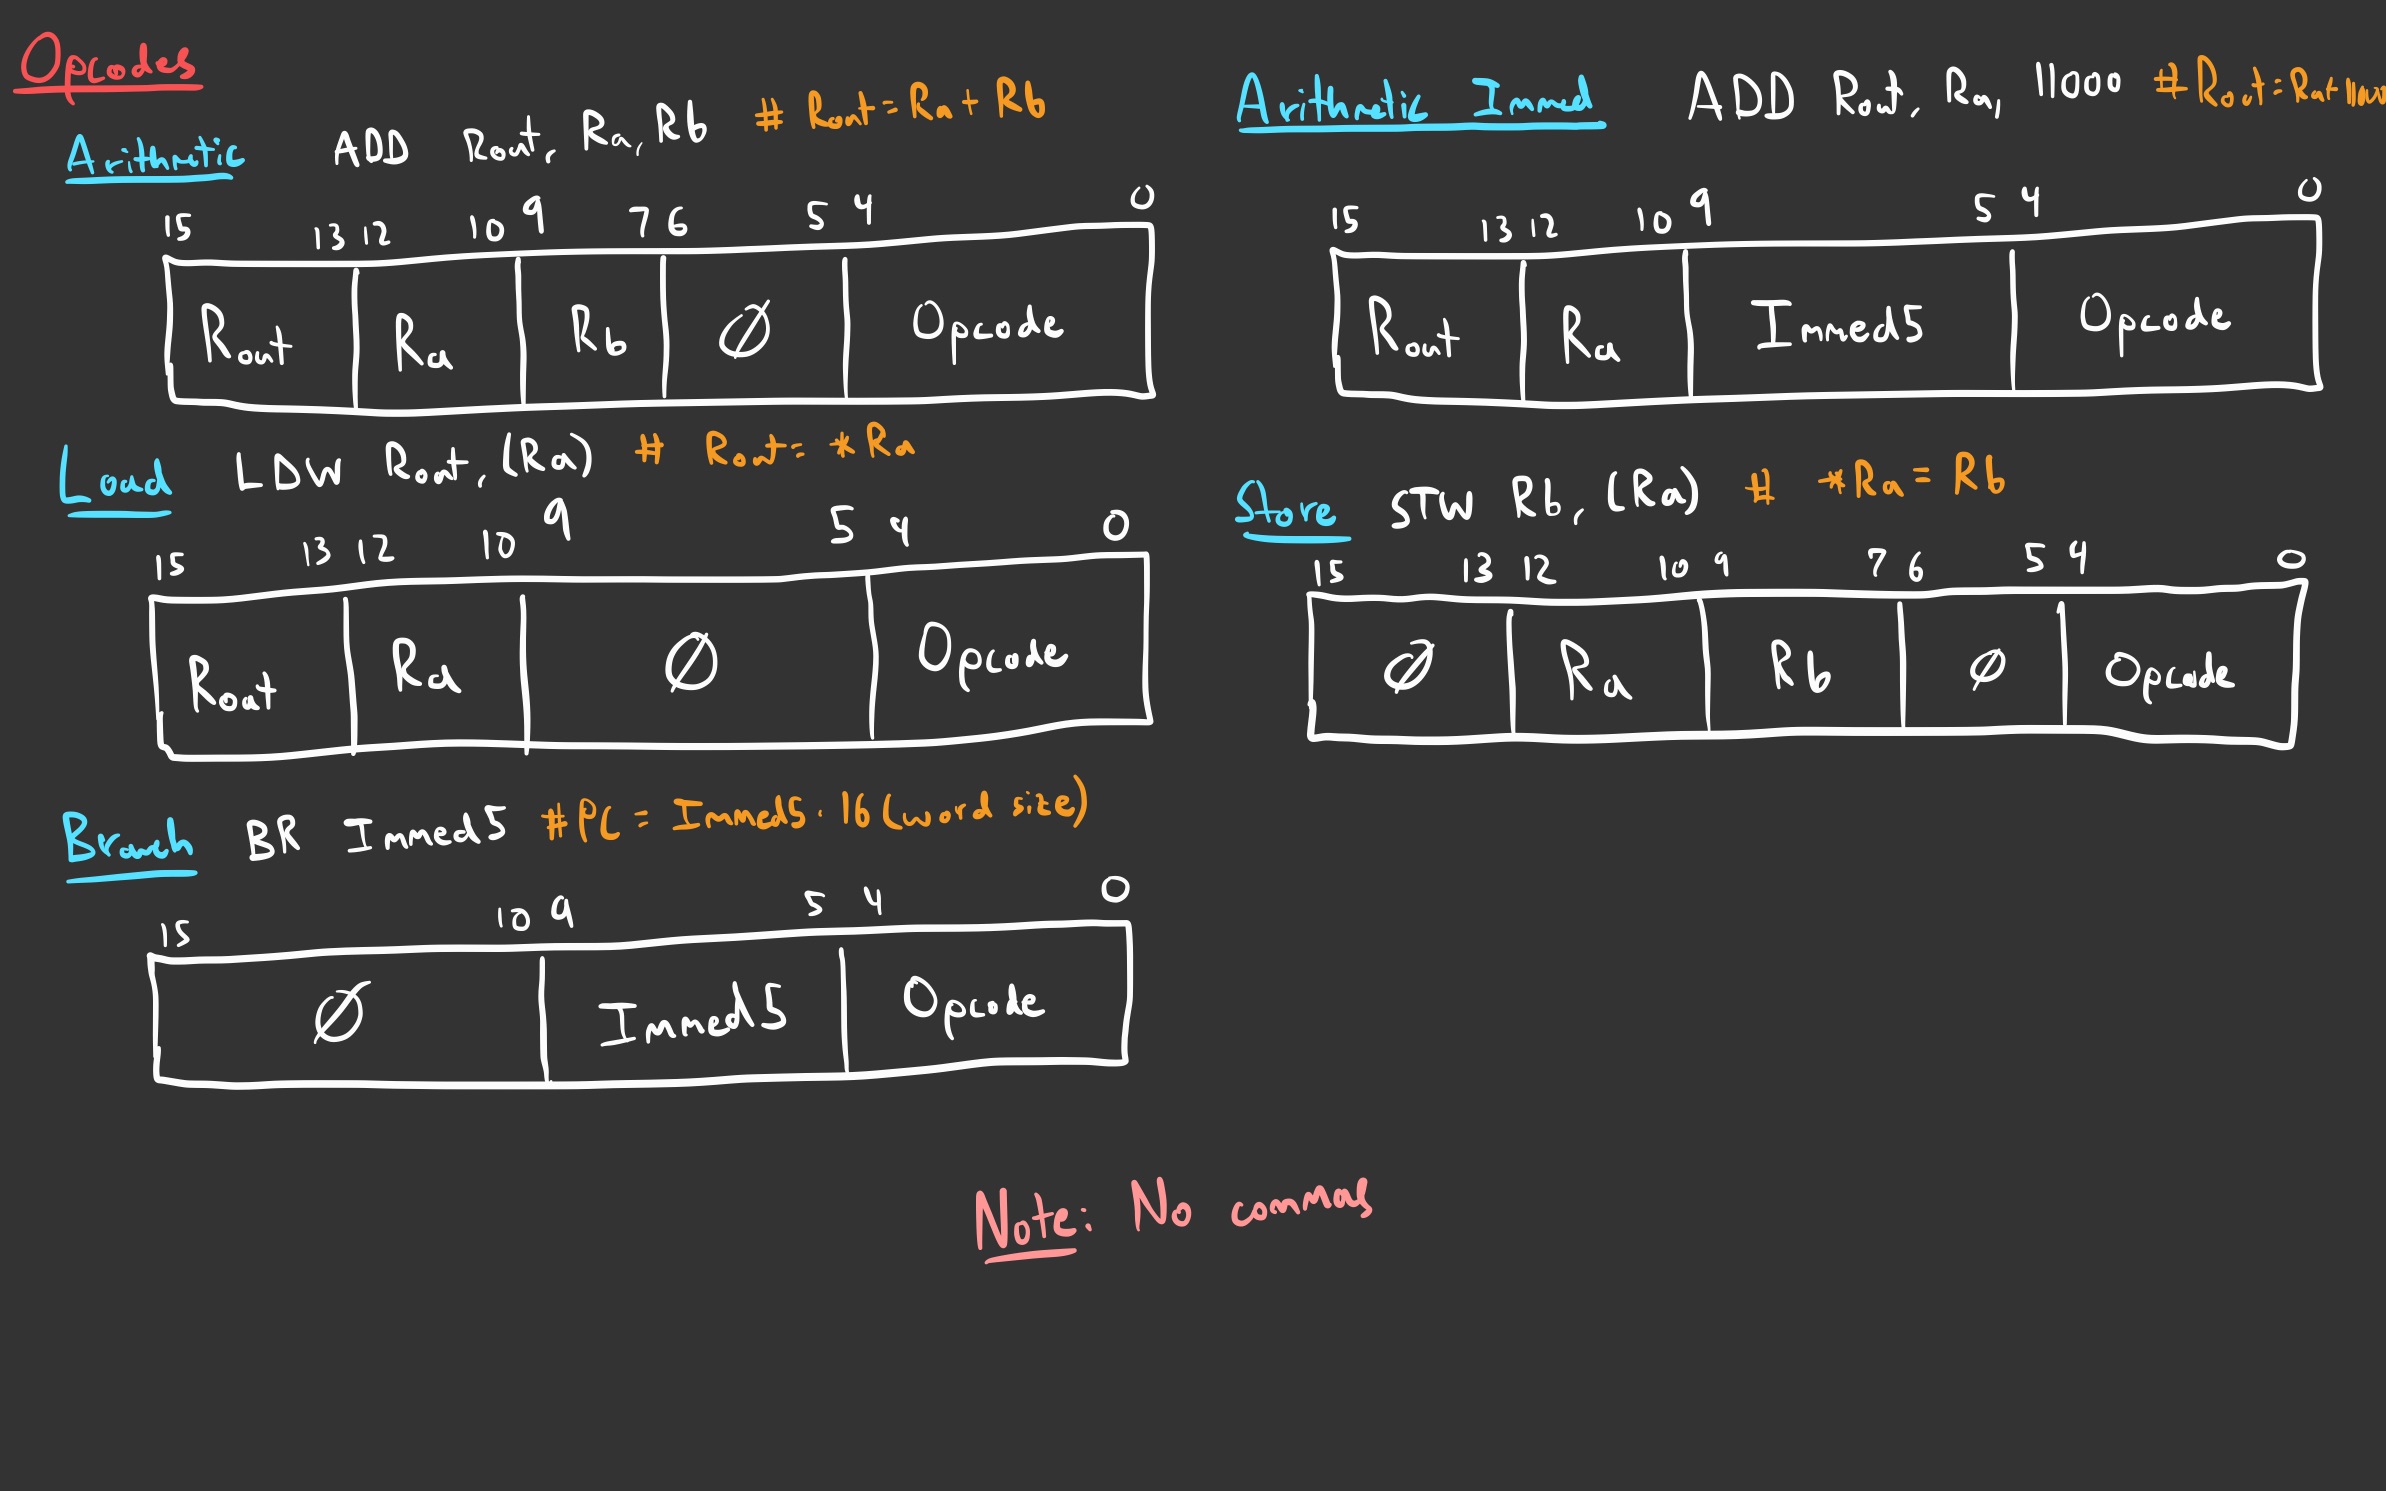 Opcodes
Arithmatic ADD Rout, Ra, Rb # Rout = Ra + Rb
15 13 12 10 9 7 6 5 4 0
Rout Ra Rb Ø Opcode
Arithmatic Immed ADD Rout, Ra, 11000 # Rout = Ra + 11000
15 13 12 10 9 5 4 0
Rout Ra Immed5 Opcode
Load LDW Rout, (Ra) # Rout = *Ra
15 13 12 10 9 5 4 0
Rout Ra Ø Opcode
Store STW Rb, (Ra) # *Ra = Rb
15 13 12 10 9 7 6 5 4 0
Ø Ra Rb Ø Opcode
Branch BR Immed5 # PC = Immed5 · 16 (word size)
15 10 9 5 4 0
Ø Immed5 Opcode
Note: No commas